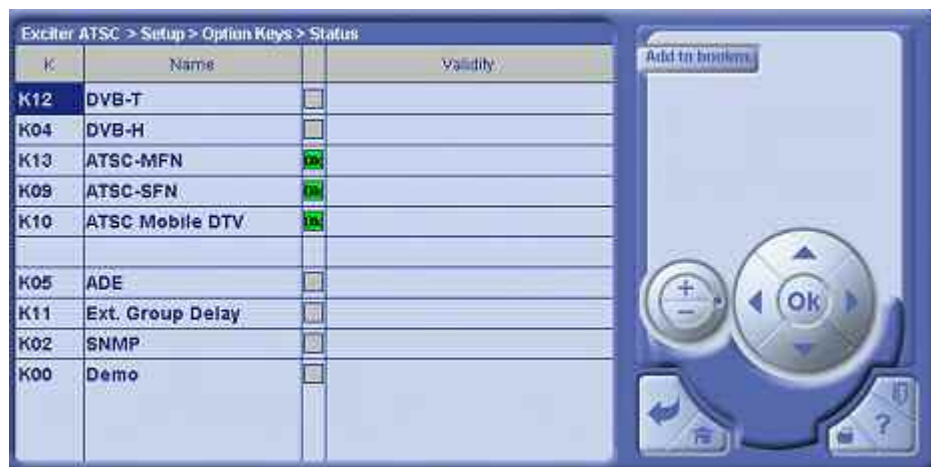 Exciter ATSC > Setup > Option Keys > Status
K Name Validity
K12 DVB-T
K04 DVB-H
K13 ATSC-MFN Ok
K09 ATSC-SFN Ok
K10 ATSC Mobile DTV Ok
K05 ADE
K11 Ext. Group Delay
K02 SNMP
K00 Demo
Add to
+
−
Ok
?